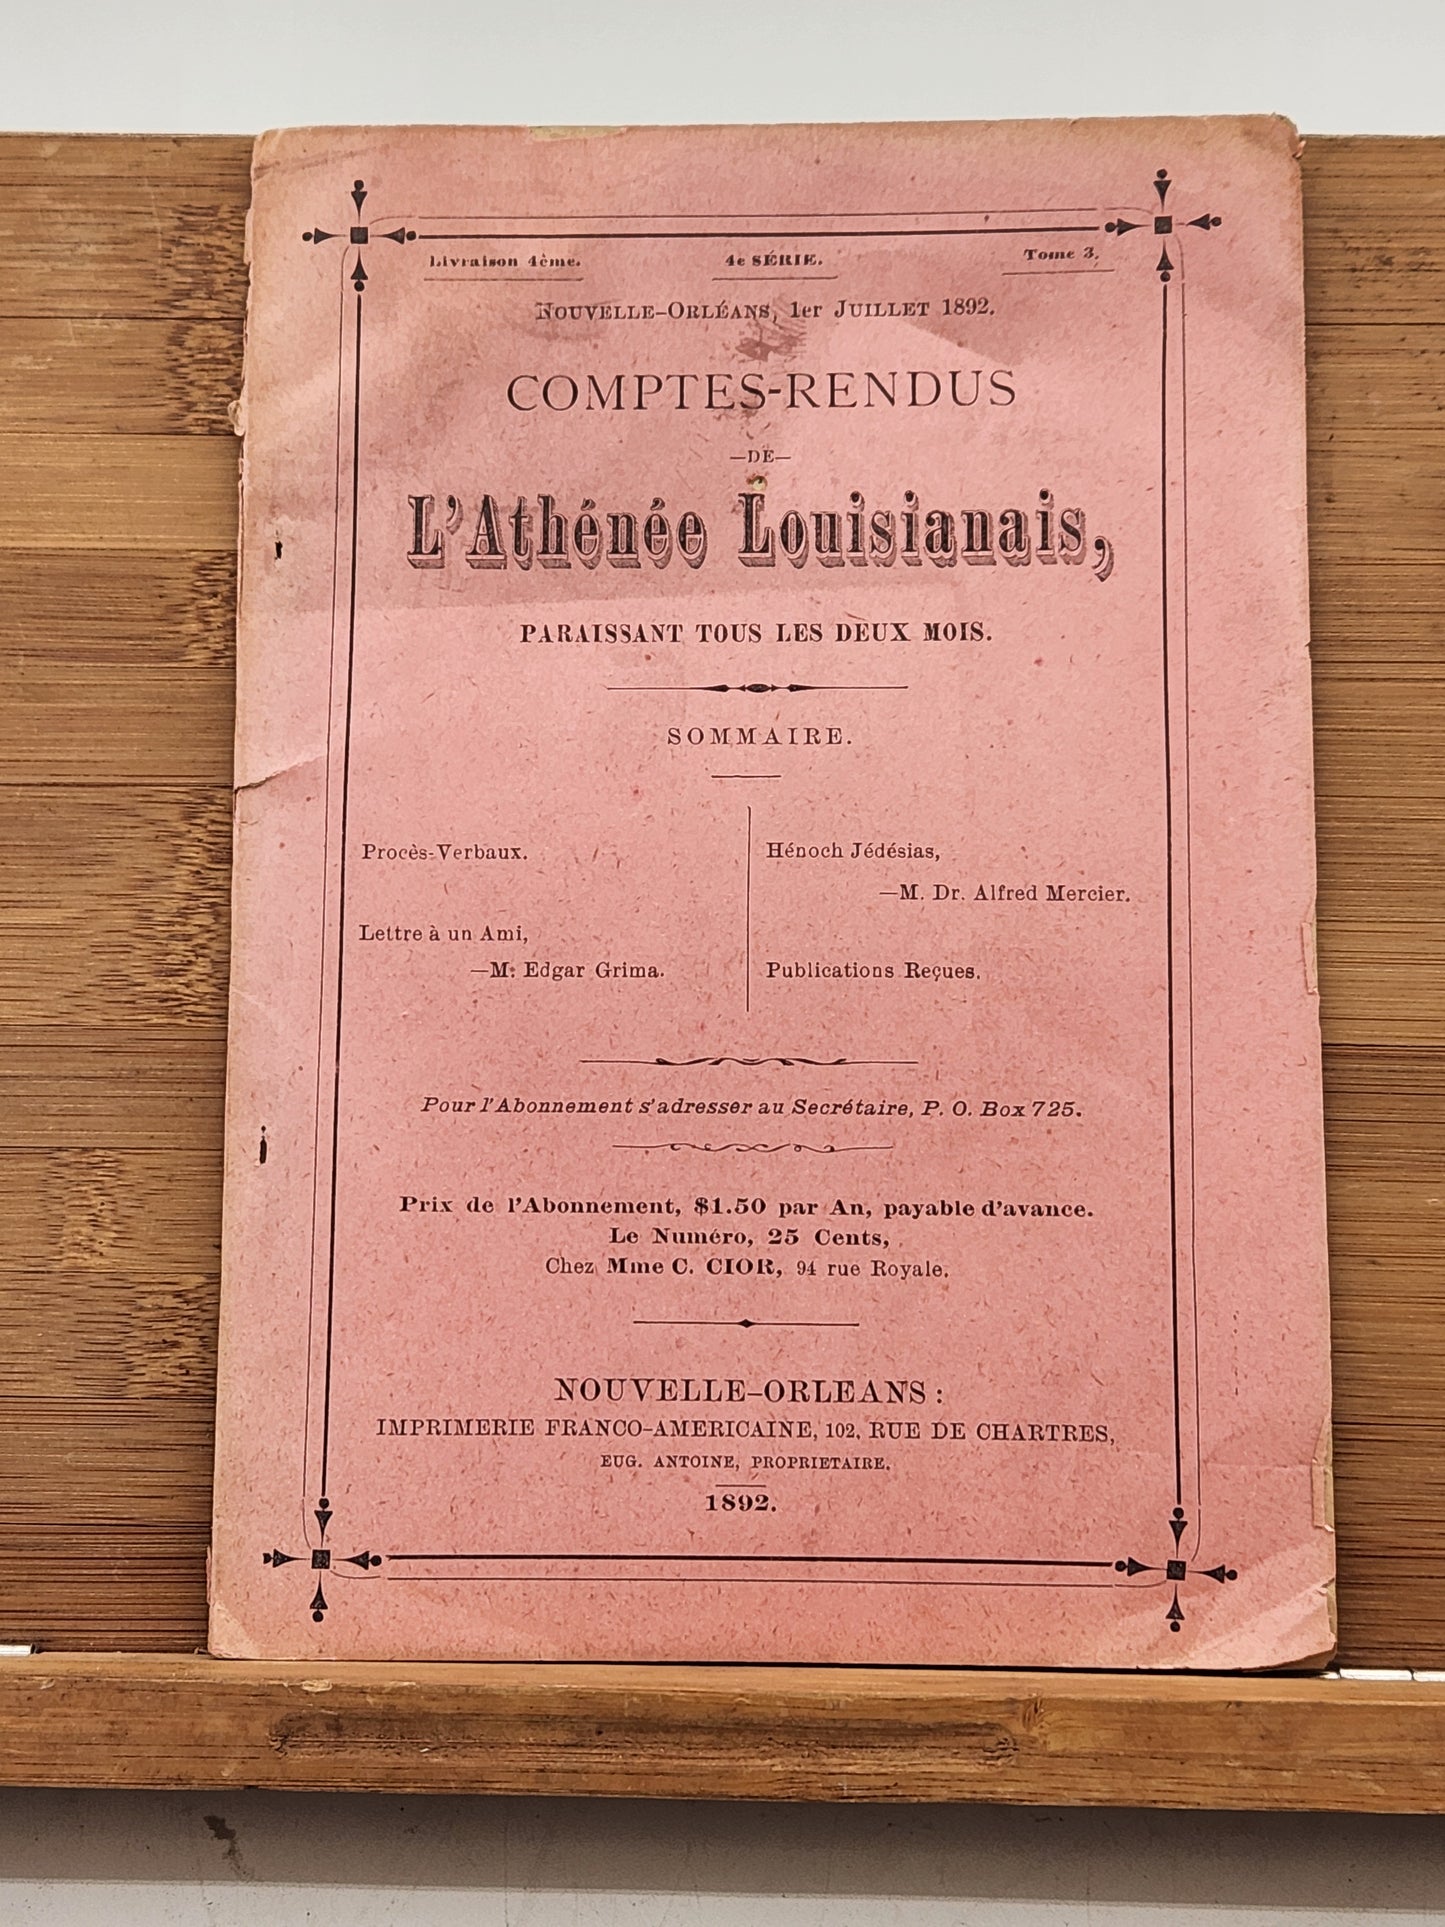 Livraison 4ème. 4e SÉRIE. Tome 3,
NOUVELLE-ORLÉANS, 1er JUILLET 1892.
COMPTES-RENDUS
—DE—
L'Athénée Louisianais,
PARAISSANT TOUS LES DEUX MOIS.
SOMMAIRE.
Procès-Verbaux.
Lettre à un Ami,
—M. Edgar Grima.
Hénoch Jédésias,
—M. Dr. Alfred Mercier.
Publications Reçues.
Pour l'Abonnement s'adresser au Secrétaire, P. O. Box 725.
Prix de l'Abonnement, $1.50 par An, payable d'avance.
Le Numéro, 25 Cents,
Chez Mme C. CIOR, 94 rue Royale.
NOUVELLE-ORLEANS:
IMPRIMERIE FRANCO-AMERICAINE, 102, RUE DE CHARTRES,
EUG. ANTOINE, PROPRIETAIRE.
1892.